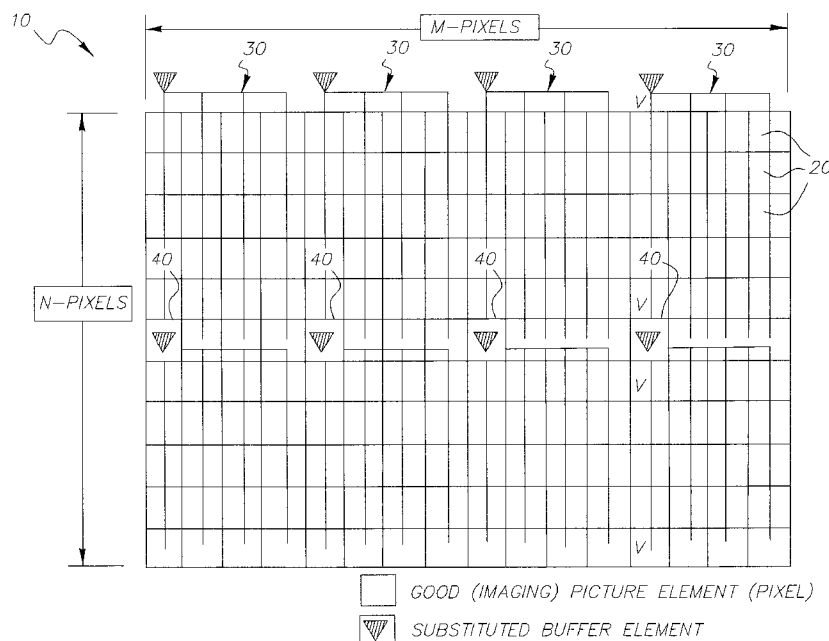 10
M-PIXELS
30 30 30 30
V
20
N-PIXELS
40 40 40 40
V
V
V
GOOD (IMAGING) PICTURE ELEMENT (PIXEL)
SUBSTITUTED BUFFER ELEMENT